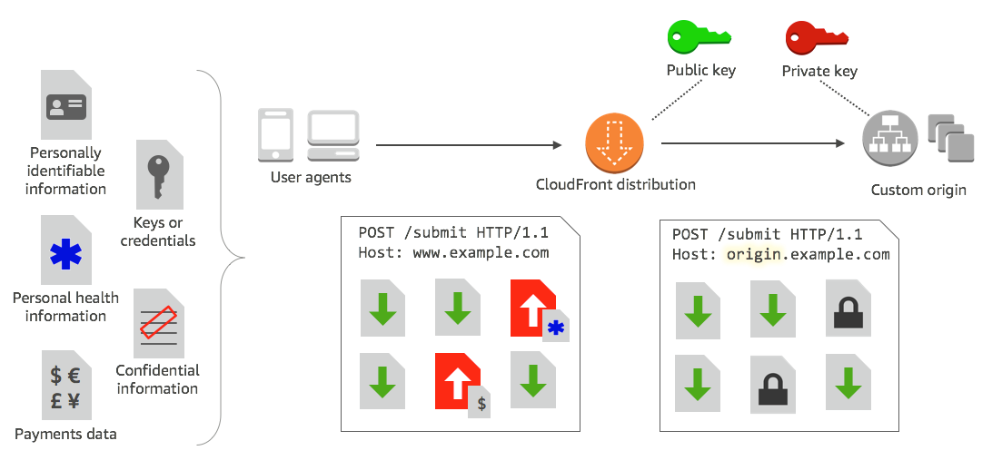 Personally
identifiable
information
Keys or
credentials
Personal health
information
Confidential
information
$ €
£ ¥
Payments data
User agents
Public key
Private key
CloudFront distribution
Custom origin
POST /submit HTTP/1.1
Host: www.example.com
$
POST /submit HTTP/1.1
Host: origin.example.com